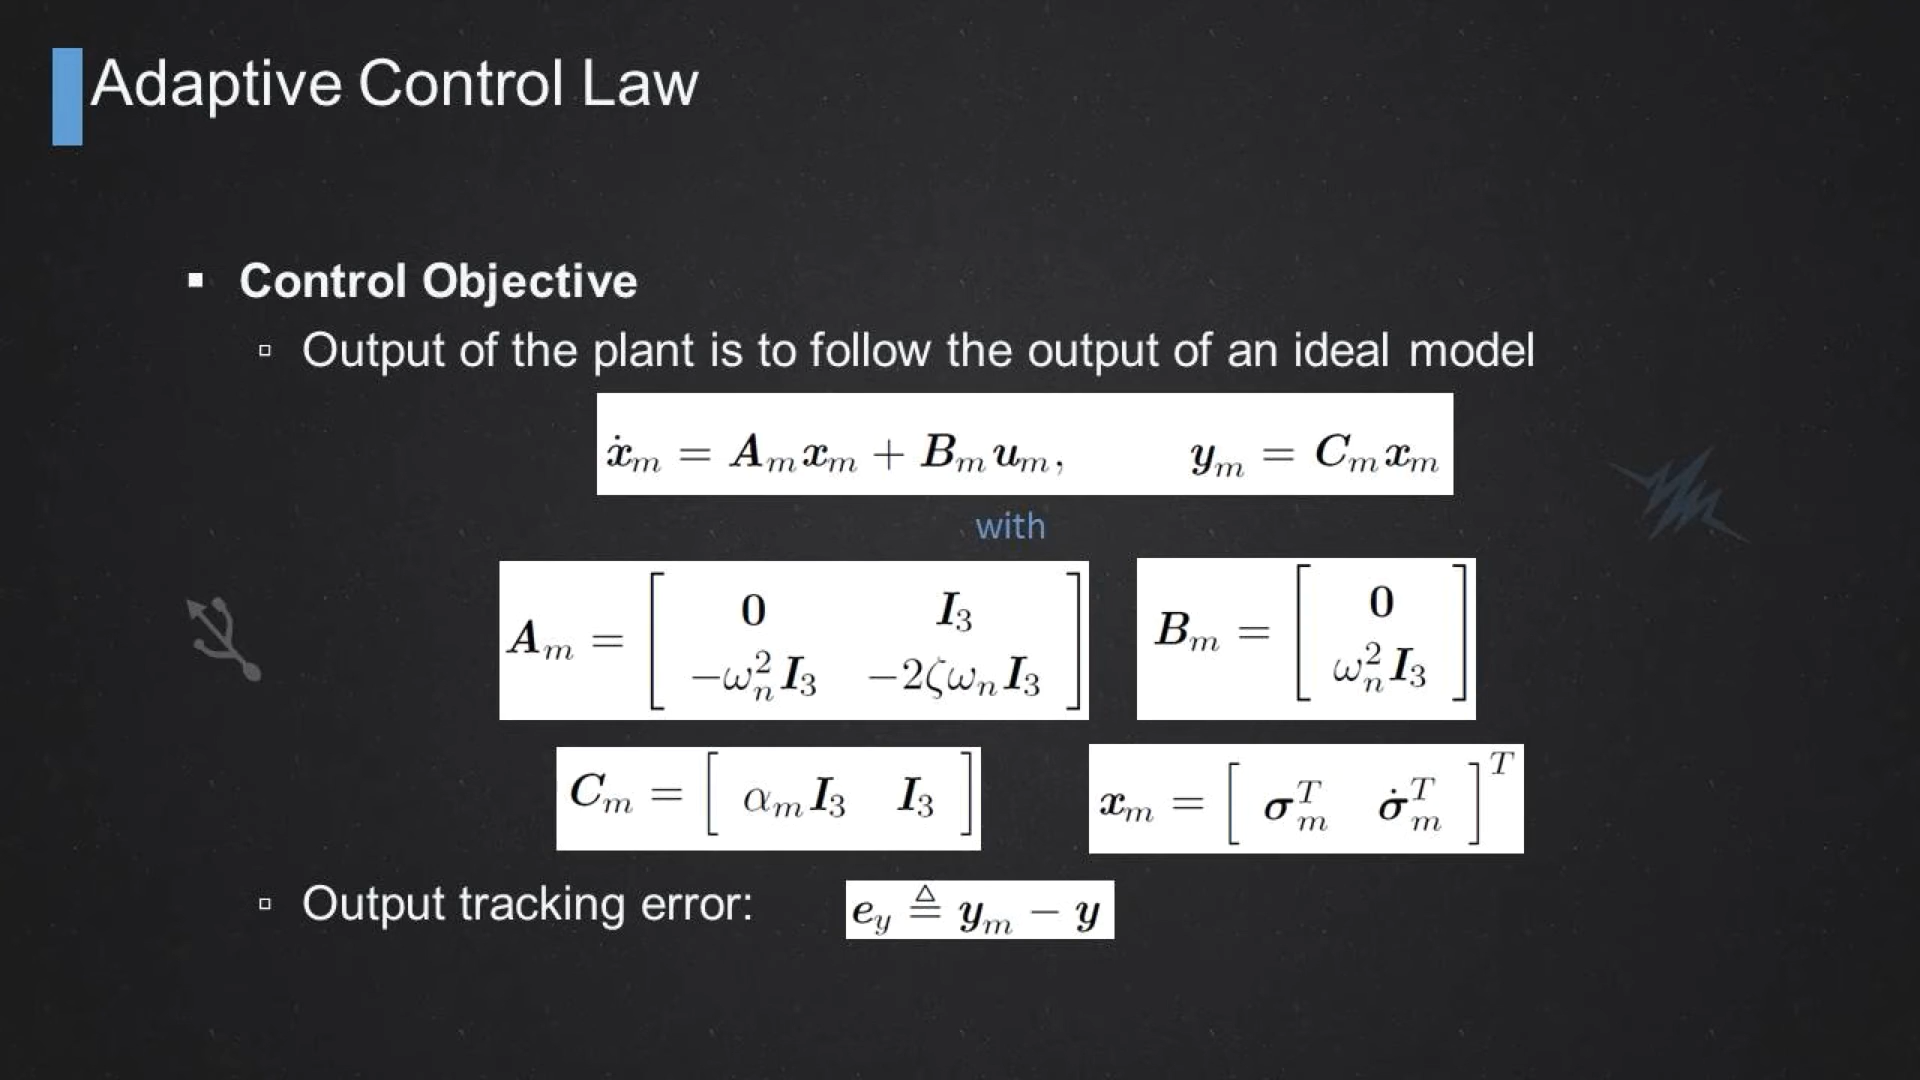 Adaptive Control Law
▪ Control Objective
▫ Output of the plant is to follow the output of an ideal model
ẋ_m = A_m x_m + B_m u_m, y_m = C_m x_m
with
A_m = [ 0 I_3 ; −ω_n^2 I_3 −2ζω_n I_3 ] B_m = [ 0 ; ω_n^2 I_3 ]
C_m = [ α_m I_3 I_3 ] x_m = [ σ_m^T σ̇_m^T ]^T
▫ Output tracking error: e_y ≜ y_m − y